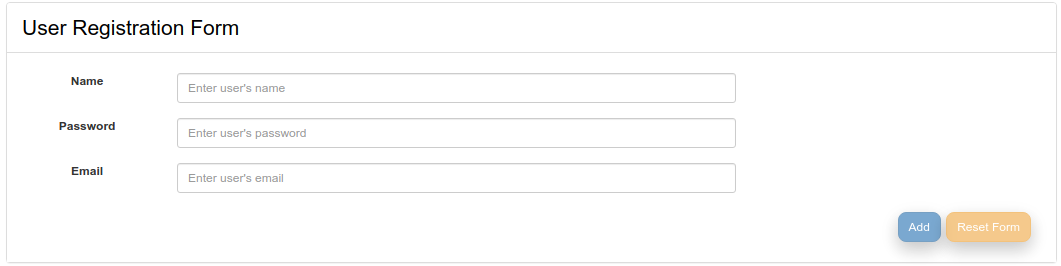 User Registration Form
Name
Enter user's name
Password
Enter user's password
Email
Enter user's email
Add Reset Form